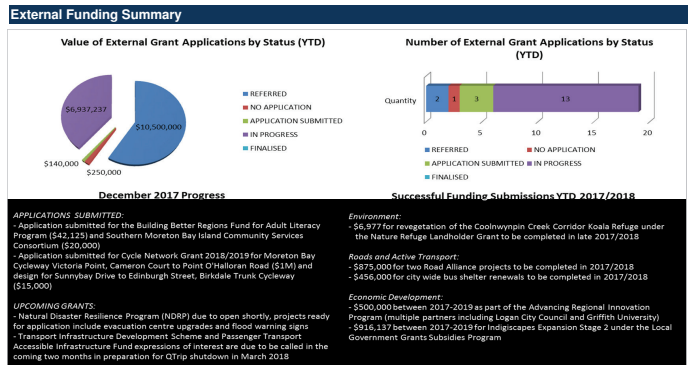 External Funding Summary
Value of External Grant Applications by Status (YTD)
$6,937,237
$10,500,000
$140,000
$250,000
REFERRED
NO APPLICATION
APPLICATION SUBMITTED
IN PROGRESS
FINALISED
Number of External Grant Applications by Status
(YTD)
Quantity
2 1 3 13
0 5 10 15 20
REFERRED NO APPLICATION
APPLICATION SUBMITTED IN PROGRESS
FINALISED
December 2017 Progress
APPLICATIONS SUBMITTED:
- Application submitted for the Building Better Regions Fund for Adult Literacy
Program ($42,125) and Southern Moreton Bay Island Community Services
Consortium ($20,000)
- Application submitted for Cycle Network Grant 2018/2019 for Moreton Bay
Cycleway Victoria Point, Cameron Court to Point O'Halloran Road ($1M) and
design for Sunnybay Drive to Edinburgh Street, Birkdale Trunk Cycleway
($15,000)
UPCOMING GRANTS:
- Natural Disaster Resilience Program (NDRP) due to open shortly, projects ready
for application include evacuation centre upgrades and flood warning signs
- Transport Infrastructure Development Scheme and Passenger Transport
Accessible Infrastructure Fund expressions of interest are due to be called in the
coming two months in preparation for QTrip shutdown in March 2018
Successful Funding Submissions YTD 2017/2018
Environment:
- $6,977 for revegetation of the Coolnwynpin Creek Corridor Koala Refuge under
the Nature Refuge Landholder Grant to be completed in late 2017/2018
Roads and Active Transport:
- $875,000 for two Road Alliance projects to be completed in 2017/2018
- $456,000 for city wide bus shelter renewals to be completed in 2017/2018
Economic Development:
- $500,000 between 2017-2019 as part of the Advancing Regional Innovation
Program (multiple partners including Logan City Council and Griffith University)
- $916,137 between 2017-2019 for Indigiscapes Expansion Stage 2 under the Local
Government Grants Subsidies Program